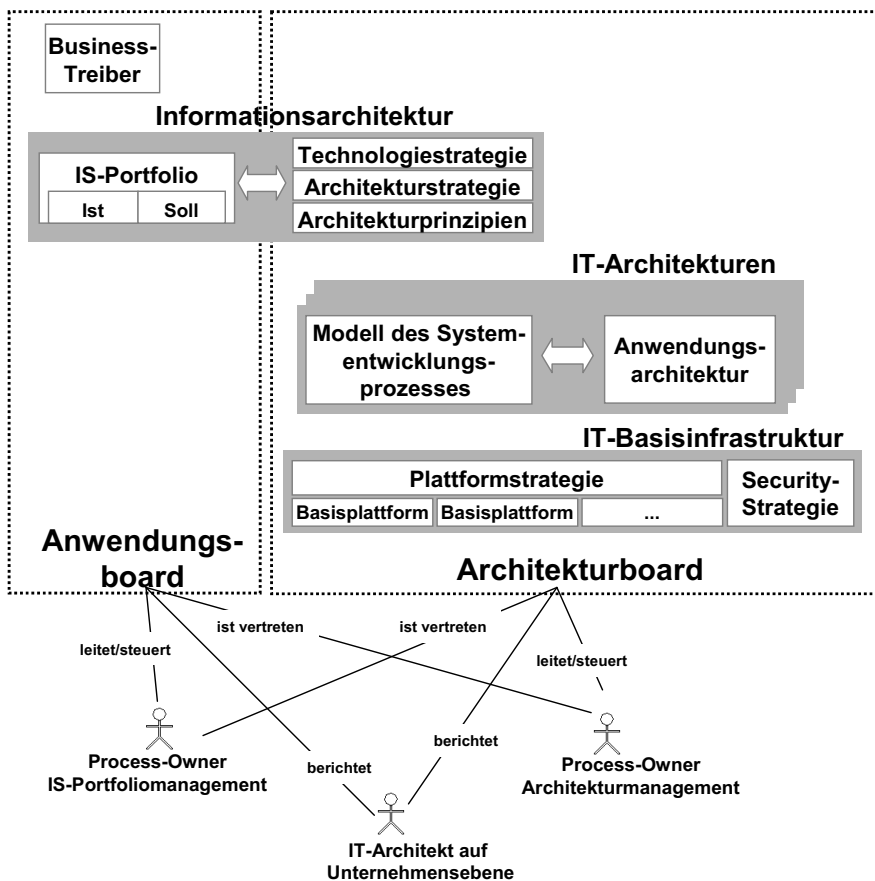 Business-
Treiber
Informationsarchitektur
IS-Portfolio
Ist
Soll
Technologiestrategie
Architekturstrategie
Architekturprinzipien
IT-Architekturen
Modell des System-
entwicklungs-
prozesses
Anwendungs-
architektur
IT-Basisinfrastruktur
Plattformstrategie
Basisplattform
Basisplattform
...
Security-
Strategie
Anwendungs-
board
Architekturboard
ist vertreten
ist vertreten
leitet/steuert
leitet/steuert
berichtet
berichtet
Process-Owner
IS-Portfoliomanagement
Process-Owner
Architekturmanagement
IT-Architekt auf
Unternehmensebene